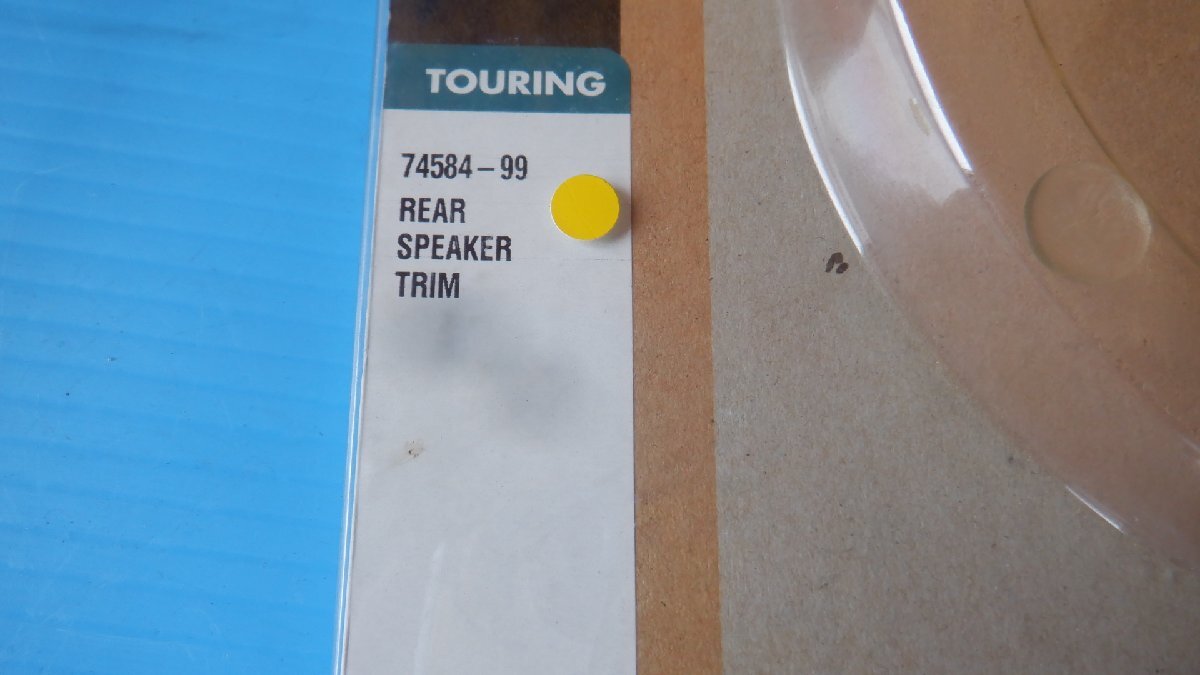 TOURING
74584-99
REAR
SPEAKER
TRIM